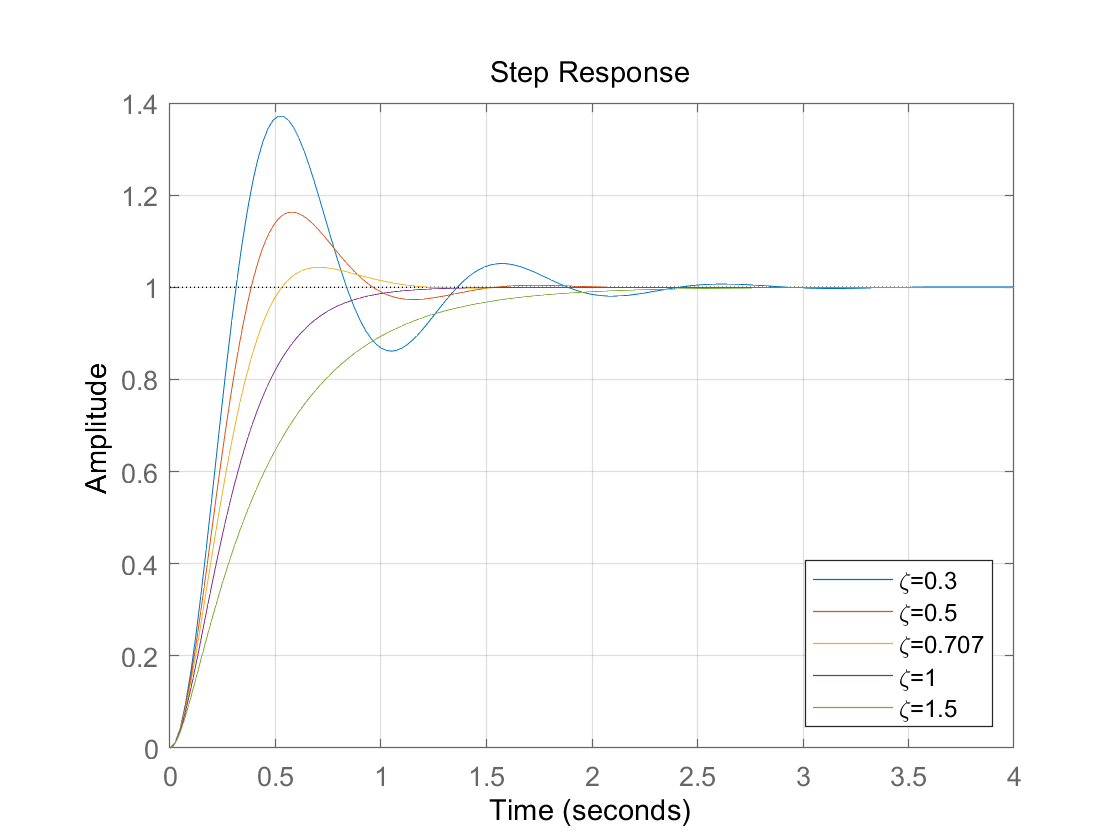 Step Response
1.4
1.2
1
0.8
0.6
0.4
0.2
0
Amplitude
ζ=0.3
ζ=0.5
ζ=0.707
ζ=1
ζ=1.5
0 0.5 1 1.5 2 2.5 3 3.5 4
Time (seconds)